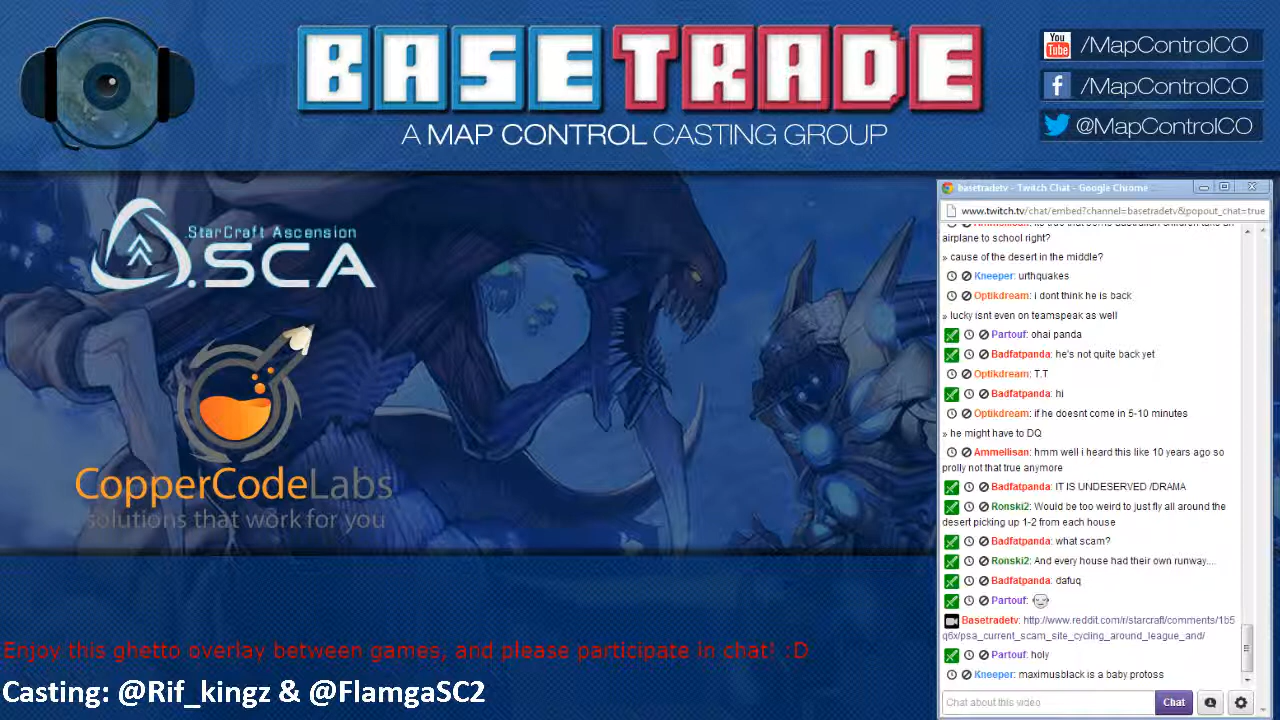 BASETRADE
A MAP CONTROL CASTING GROUP
You Tube /MapControlCO
f /MapControlCO
@MapControlCO
StarCraft Ascension
.SCA
CopperCodeLabs
solutions that work for you
basetradetv - Twitch Chat - Google Chrome
www.twitch.tv/chat/embed?channel=basetradetv&popout_chat=true
airplane to school right?
» cause of the desert in the middle?
Kneeper: urthquakes
Optikdream: i dont think he is back
» lucky isnt even on teamspeak as well
Partouf: ohai panda
Badfatpanda: he's not quite back yet
Optikdream: T.T
Badfatpanda: hi
Optikdream: if he doesnt come in 5-10 minutes
» he might have to DQ
Ammellisan: hmm well i heard this like 10 years ago so
prolly not that true anymore
Badfatpanda: IT IS UNDESERVED /DRAMA
Ronski2: Would be too weird to just fly all around the
desert picking up 1-2 from each house
Badfatpanda: what scam?
Ronski2: And every house had their own runway....
Badfatpanda: dafuq
Partouf:
Basetradetv: http://www.reddit.com/r/starcraft/comments/1b5
q6x/psa_current_scam_site_cycling_around_league_and/
Partouf: holy
Kneeper: maximusblack is a baby protoss
Chat about this video
Chat
Enjoy this ghetto overlay between games, and please participate in chat! :D
Casting: @Rif_kingz & @FlamgaSC2